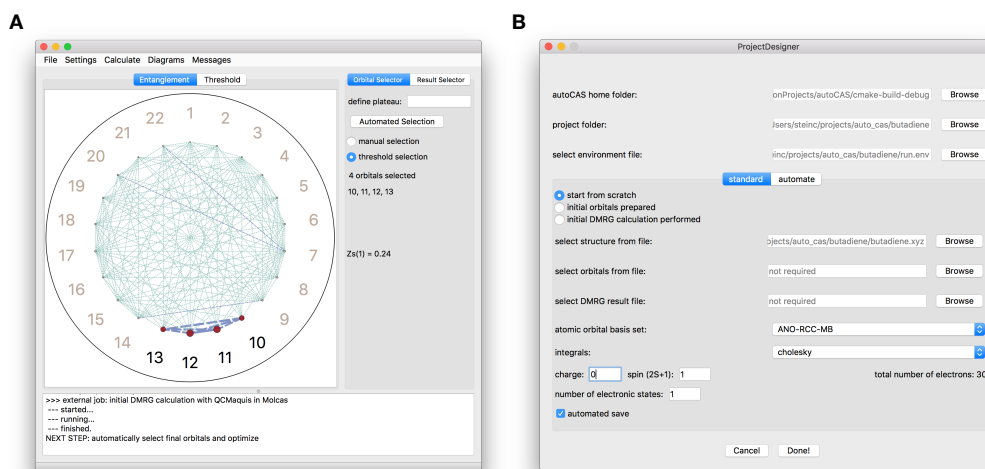 A
B
File Settings Calculate Diagrams Messages
Entanglement Threshold
Orbital Selector Result Selector
define plateau:
Automated Selection
manual selection
threshold selection
4 orbitals selected
10, 11, 12, 13
Zs(1) = 0.24
1
2
3
4
5
6
7
8
9
10
11
12
13
14
15
16
17
18
19
20
21
22
>>> external job: initial DMRG calculation with QCMaquis in Molcas
--- started...
--- running...
--- finished.
NEXT STEP: automatically select final orbitals and optimize
ProjectDesigner
autoCAS home folder: onProjects/autoCAS/cmake-build-debug Browse
project folder: Jsers/steinc/projects/auto_cas/butadiene Browse
select environment file: einc/projects/auto_cas/butadiene/run.env Browse
standard automate
start from scratch
initial orbitals prepared
initial DMRG calculation performed
select structure from file: ojects/auto_cas/butadiene/butadiene.xyz Browse
select orbitals from file: not required Browse
select DMRG result file: not required Browse
atomic orbital basis set: ANO-RCC-MB
integrals: cholesky
charge: 0 spin (2S+1): 1 total number of electrons: 30
number of electronic states: 1
automated save
Cancel Done!